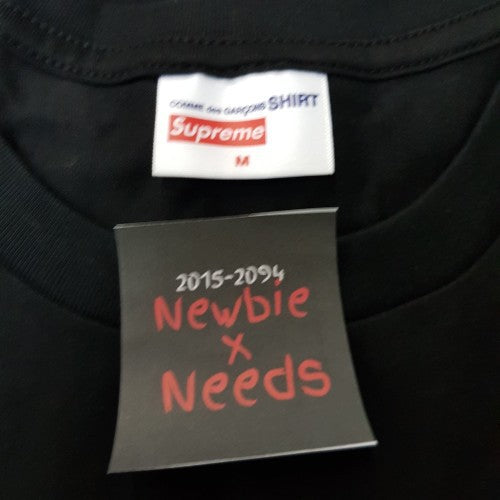 COMME des GARÇONS SHIRT
Supreme
M
2015-2094
Newbie
x
Needs